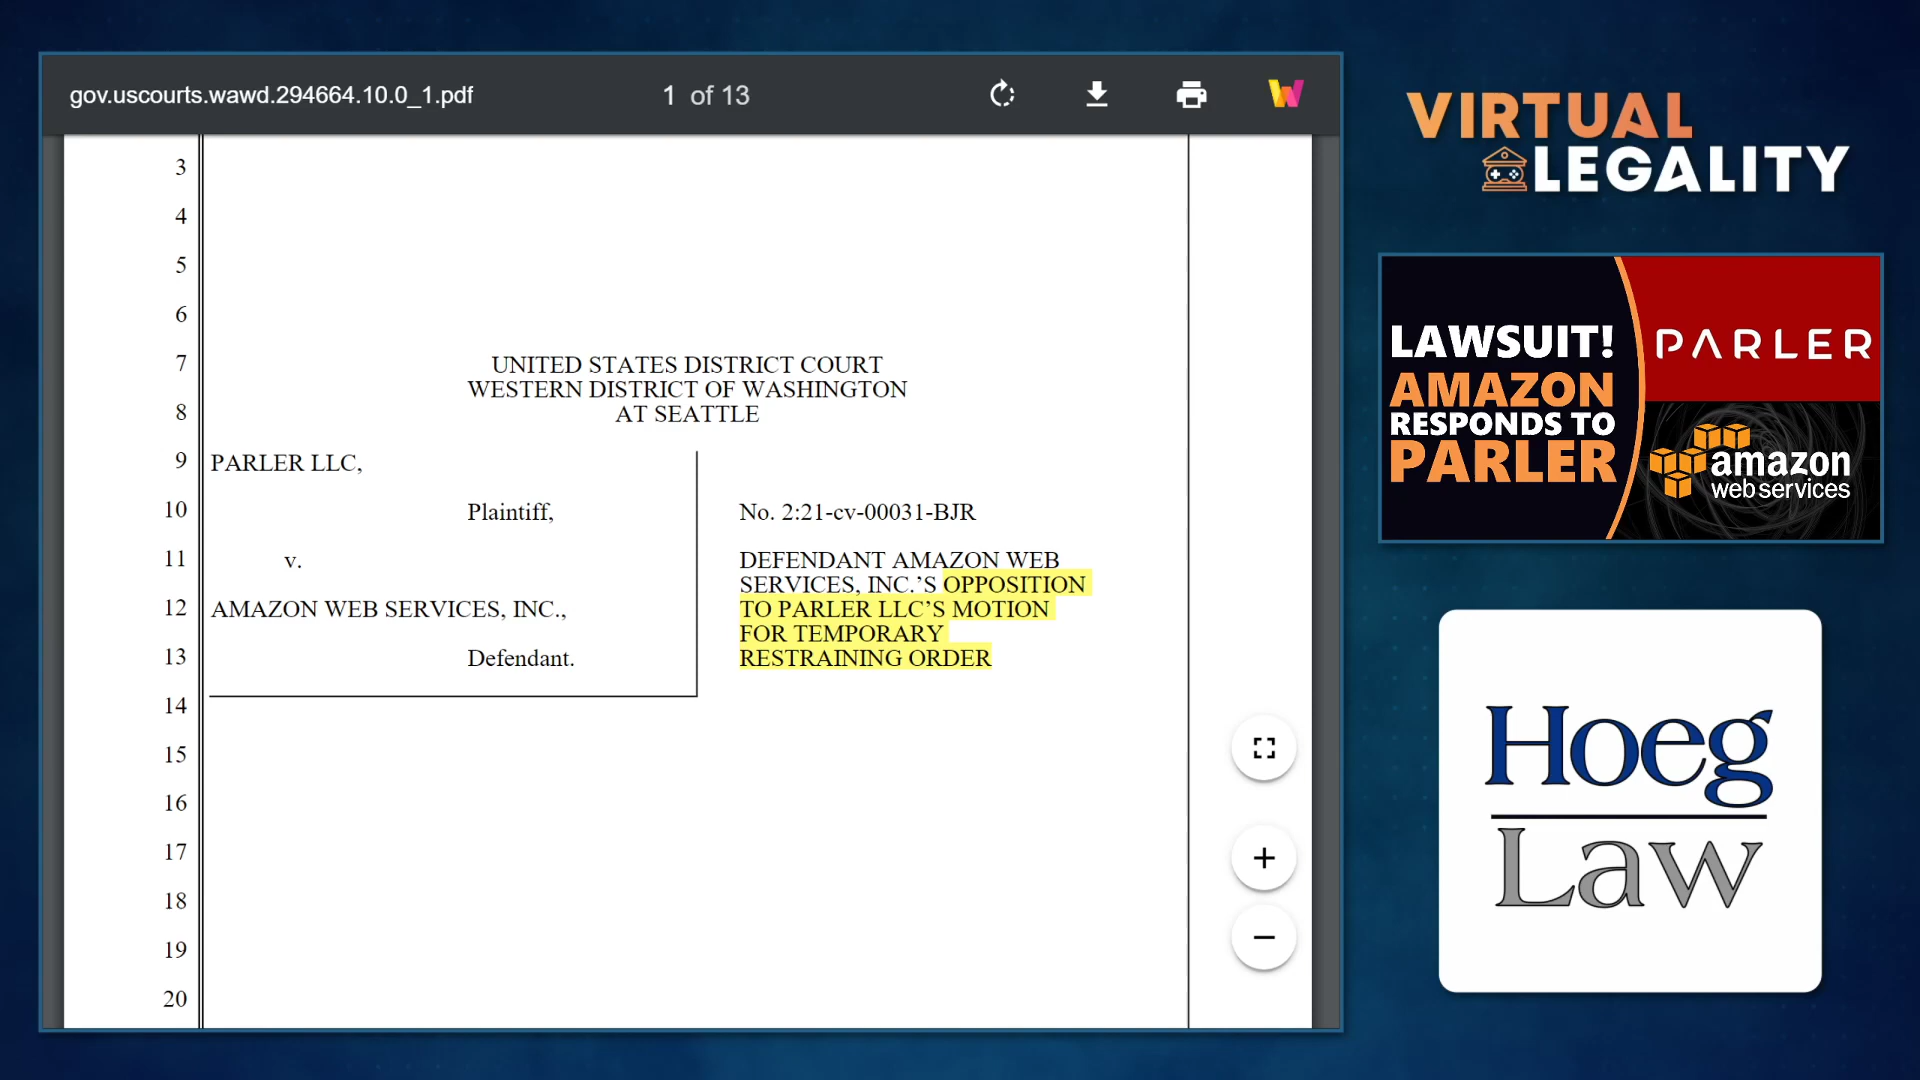 gov.uscourts.wawd.294664.10.0_1.pdf
1 of 13
3
4
5
6
7
UNITED STATES DISTRICT COURT
WESTERN DISTRICT OF WASHINGTON
8
AT SEATTLE
9
PARLER LLC,
10
Plaintiff,
No. 2:21-cv-00031-BJR
11
v.
DEFENDANT AMAZON WEB
SERVICES, INC.’S OPPOSITION
12
AMAZON WEB SERVICES, INC.,
TO PARLER LLC’S MOTION
FOR TEMPORARY
13
Defendant.
RESTRAINING ORDER
14
15
16
17
18
19
20
VIRTUAL
LEGALITY
LAWSUIT!
AMAZON
RESPONDS TO
PARLER
PARLER
amazon
web services
Hoeg
Law